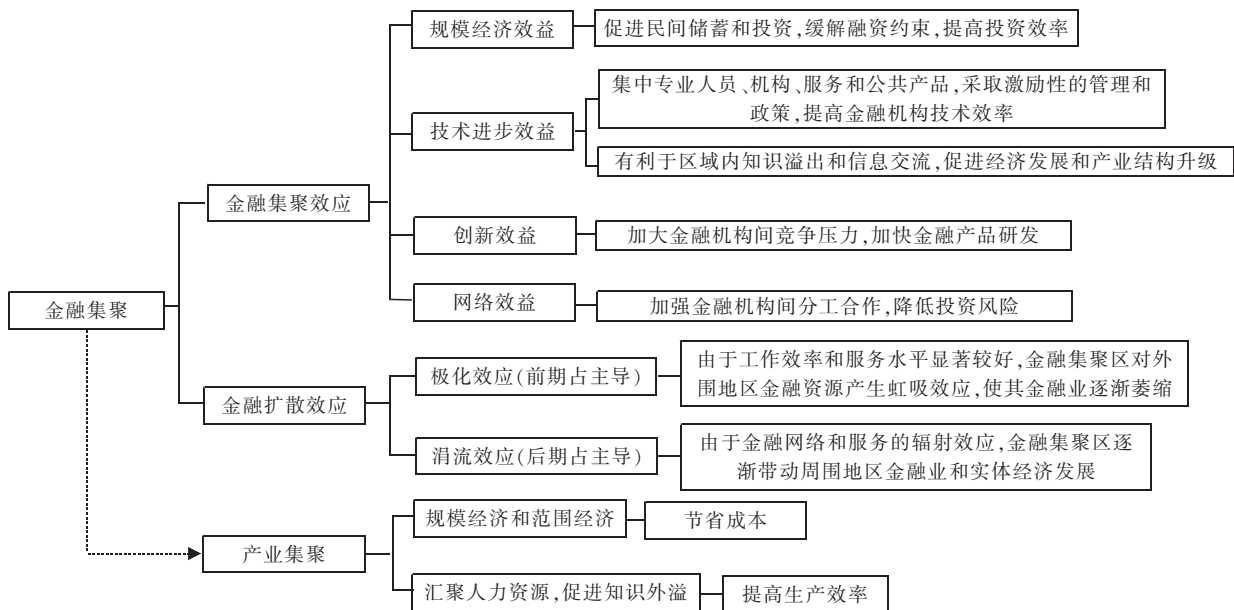 规模经济效益
促进民间储蓄和投资,缓解融资约束,提高投资效率
集中专业人员、机构、服务和公共产品,采取激励性的管理和
政策,提高金融机构技术效率
技术进步效益
有利于区域内知识溢出和信息交流,促进经济发展和产业结构升级
金融集聚效应
创新效益
加大金融机构间竞争压力,加快金融产品研发
网络效益
加强金融机构间分工合作,降低投资风险
金融集聚
极化效应(前期占主导)
由于工作效率和服务水平显著较好,金融集聚区对外
围地区金融资源产生虹吸效应,使其金融业逐渐萎缩
金融扩散效应
涓流效应(后期占主导)
由于金融网络和服务的辐射效应,金融集聚区逐
渐带动周围地区金融业和实体经济发展
规模经济和范围经济
节省成本
产业集聚
汇聚人力资源,促进知识外溢
提高生产效率